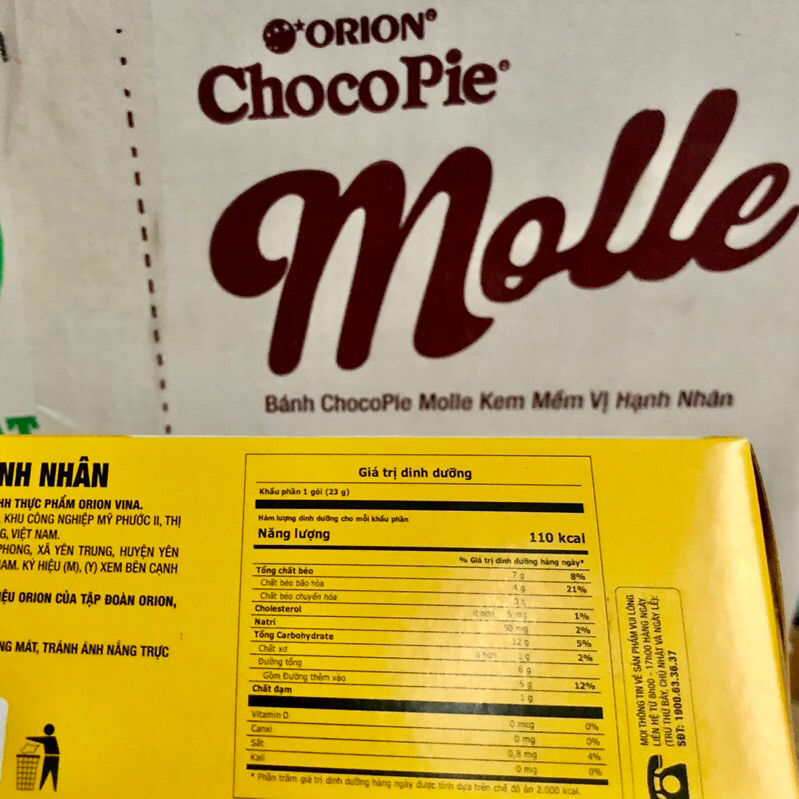 ORION®
ChocoPie®
Molle
Bánh ChocoPie Molle Kem Mềm Vị Hạnh Nhân
NH NHÂN
HH THỰC PHẨM ORION VINA.
, KHU CÔNG NGHIỆP MỸ PHƯỚC II, THỊ
G, VIỆT NAM.
PHONG, XÃ YÊN TRUNG, HUYỆN YÊN
AM. KÝ HIỆU (M), (Y) XEM BÊN CẠNH
IỆU ORION CỦA TẬP ĐOÀN ORION,
NG MÁT, TRÁNH ÁNH NẮNG TRỰC
Giá trị dinh dưỡng
Khẩu phần 1 gói (23 g)
Hàm lượng dinh dưỡng cho mỗi khẩu phần
Năng lượng 110 kcal
% Giá trị dinh dưỡng hàng ngày*
Tổng chất béo 7 g 8%
Chất béo bão hòa 4 g 21%
Chất béo chuyển hóa
Cholesterol 5 mg 1%
Natri 50 mg 2%
Tổng Carbohydrate 12 g 5%
Chất xơ g 2%
Đường tổng 6 g
Gồm Đường thêm vào 5 g 12%
Chất đạm 1 g
Vitamin D 0 mcg 0%
Canxi 0 mg 0%
Sắt 0,8 mg 4%
Kali 0 mg 0%
* Phần trăm giá trị dinh dưỡng hàng ngày được tính dựa trên chế độ ăn 2.000 kcal.
MỌI THÔNG TIN VỀ SẢN PHẨM VUI LÒNG
LIÊN HỆ TỪ 8h00 - 17h00 HÀNG NGÀY
(TRỪ THỨ BẢY, CHỦ NHẬT VÀ NGÀY LỄ):
SĐT: 1900.63.36.37